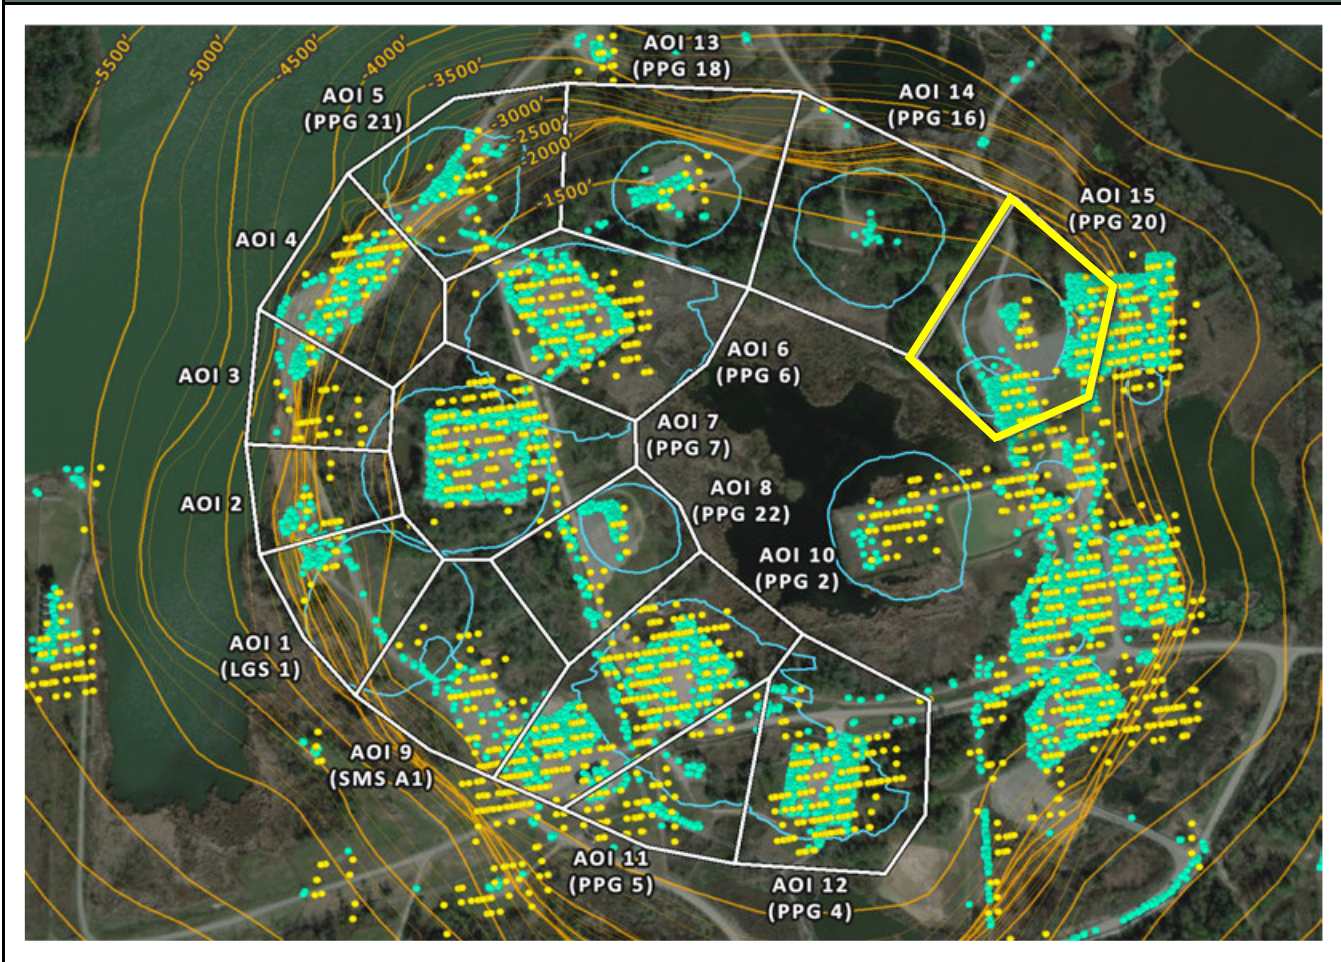 -5500'
-5000'
-4500'
-4000'
-3500'
-3000'
-2500'
-2000'
-1500'
AOI 13
(PPG 18)
AOI 5
(PPG 21)
AOI 14
(PPG 16)
AOI 15
(PPG 20)
AOI 4
AOI 3
AOI 6
(PPG 6)
AOI 7
(PPG 7)
AOI 2
AOI 8
(PPG 22)
AOI 10
(PPG 2)
AOI 1
(LGS 1)
AOI 9
(SMS A1)
AOI 11
(PPG 5)
AOI 12
(PPG 4)